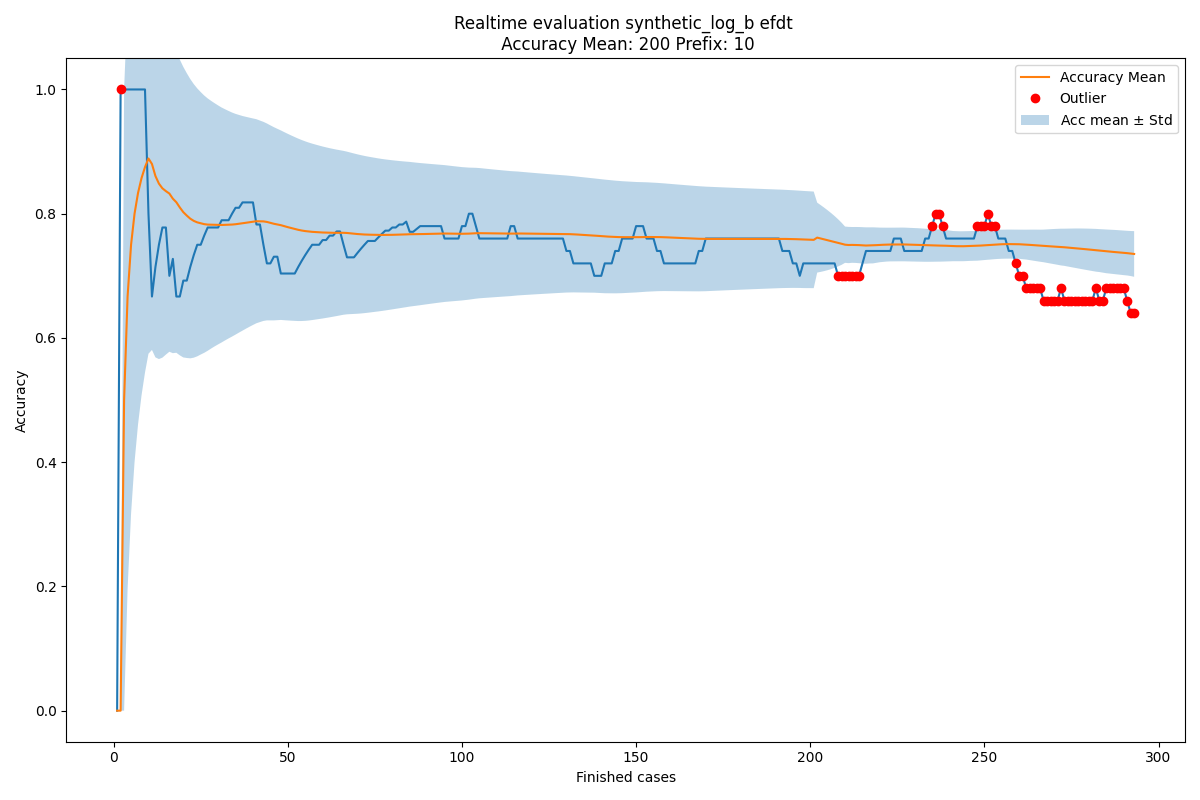 Realtime evaluation synthetic_log_b efdt
Accuracy Mean: 200 Prefix: 10
Accuracy Mean
Outlier
Acc mean ± Std
1.0
0.8
0.6
0.4
0.2
0.0
Accuracy
0 50 100 150 200 250 300
Finished cases